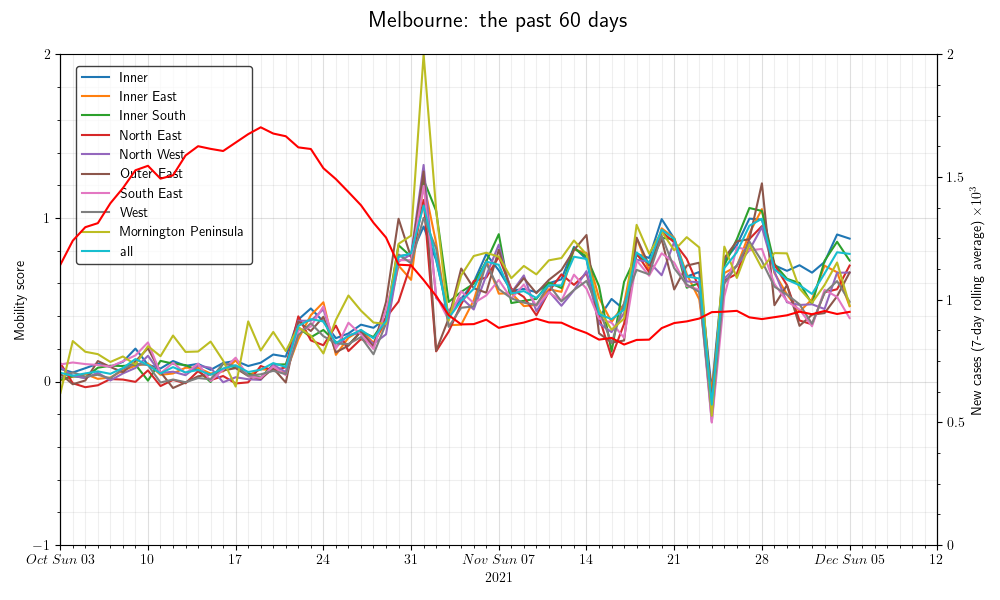 Melbourne: the past 60 days
Inner
Inner East
Inner South
North East
North West
Outer East
South East
West
Mornington Peninsula
all
Mobility score
2
1
0
−1
2
1.5
1
0.5
0
New cases (7-day rolling average) ×10³
Oct Sun 03
10
17
24
31
Nov Sun 07
14
21
28
Dec Sun 05
12
2021